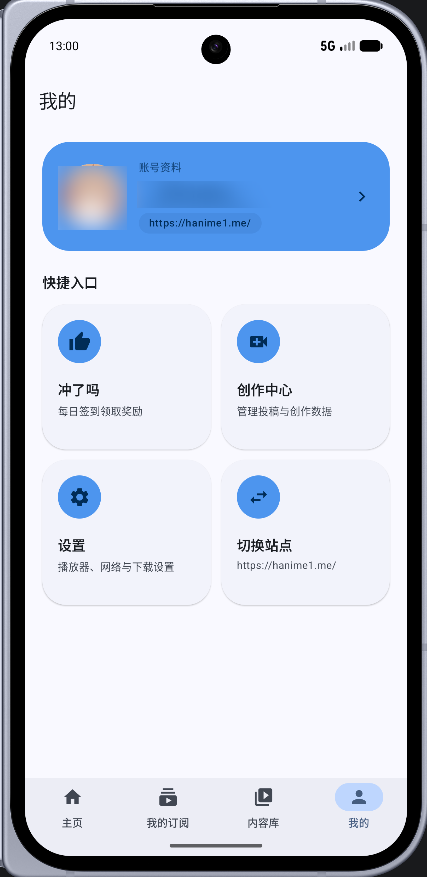 13:00
5G
我的
账号资料
https://hanime1.me/
快捷入口
冲了吗
每日签到领取奖励
创作中心
管理投稿与创作数据
设置
播放器、网络与下载设置
切换站点
https://hanime1.me/
主页
我的订阅
内容库
我的